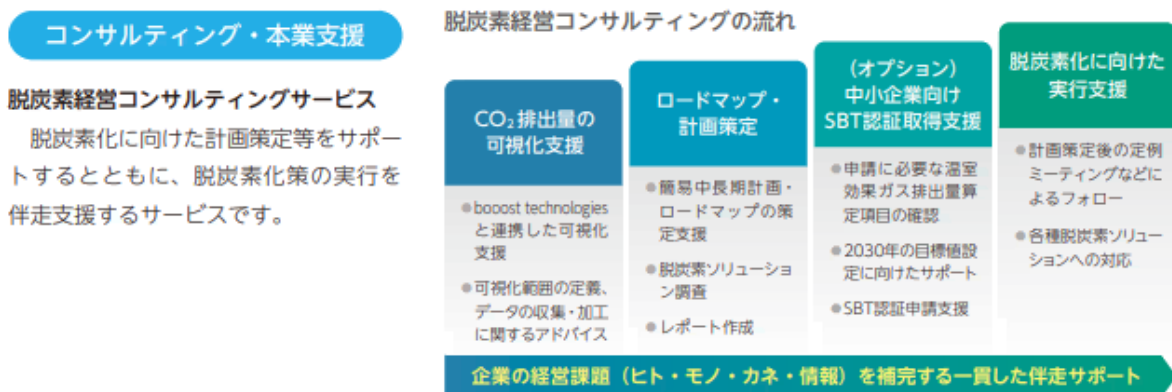 コンサルティング・本業支援
脱炭素経営コンサルティングサービス
脱炭素化に向けた計画策定等をサポー
トするとともに、脱炭素化策の実行を
伴走支援するサービスです。
脱炭素経営コンサルティングの流れ
CO₂排出量の
可視化支援
●booost technologies
と連携した可視化
支援
●可視化範囲の定義、
データの収集・加工
に関するアドバイス
ロードマップ・
計画策定
●簡易中長期計画・
ロードマップの策
定支援
●脱炭素ソリューショ
ン調査
●レポート作成
(オプション)
中小企業向け
SBT認証取得支援
●申請に必要な温室
効果ガス排出量算
定項目の確認
●2030年の目標値設
定に向けたサポート
●SBT認証申請支援
脱炭素化に向けた
実行支援
●計画策定後の定例
ミーティングなどに
よるフォロー
●各種脱炭素ソリュー
ションへの対応
企業の経営課題(ヒト・モノ・カネ・情報)を補完する一貫した伴走サポート